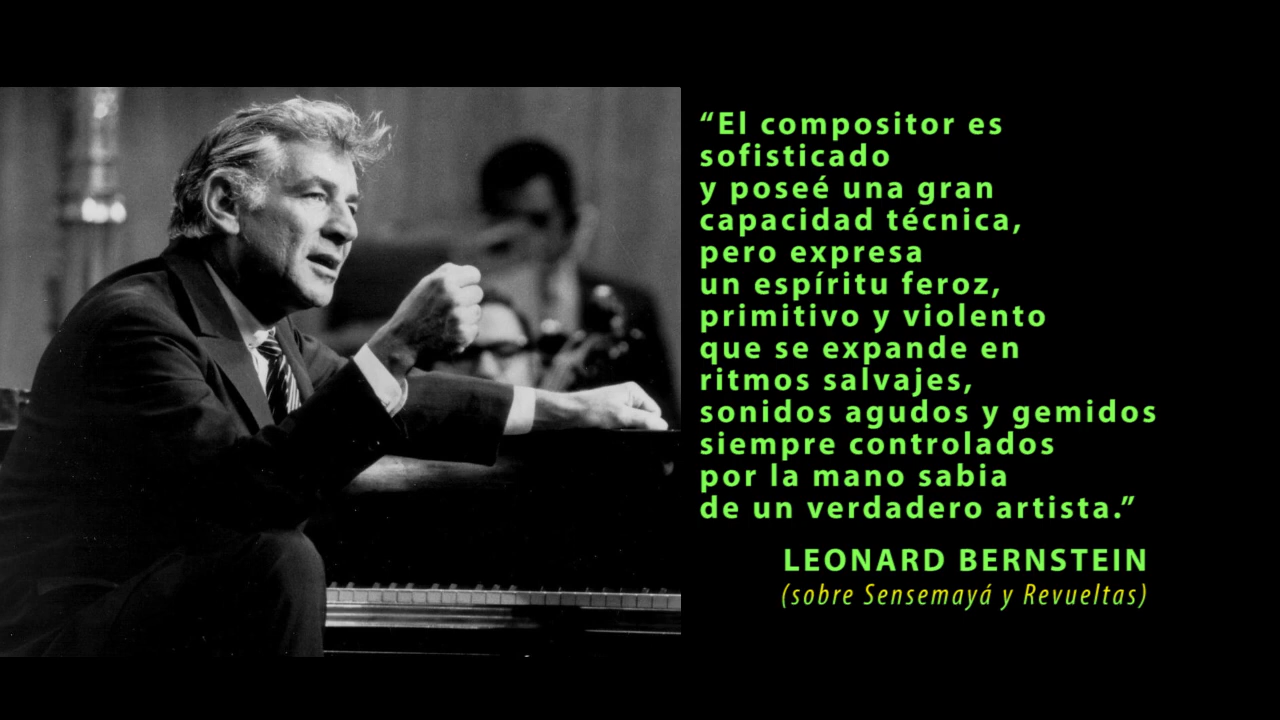 “El compositor es
sofisticado
y poseé una gran
capacidad técnica,
pero expresa
un espíritu feroz,
primitivo y violento
que se expande en
ritmos salvajes,
sonidos agudos y gemidos
siempre controlados
por la mano sabia
de un verdadero artista.”
LEONARD BERNSTEIN
(sobre Sensemayá y Revueltas)